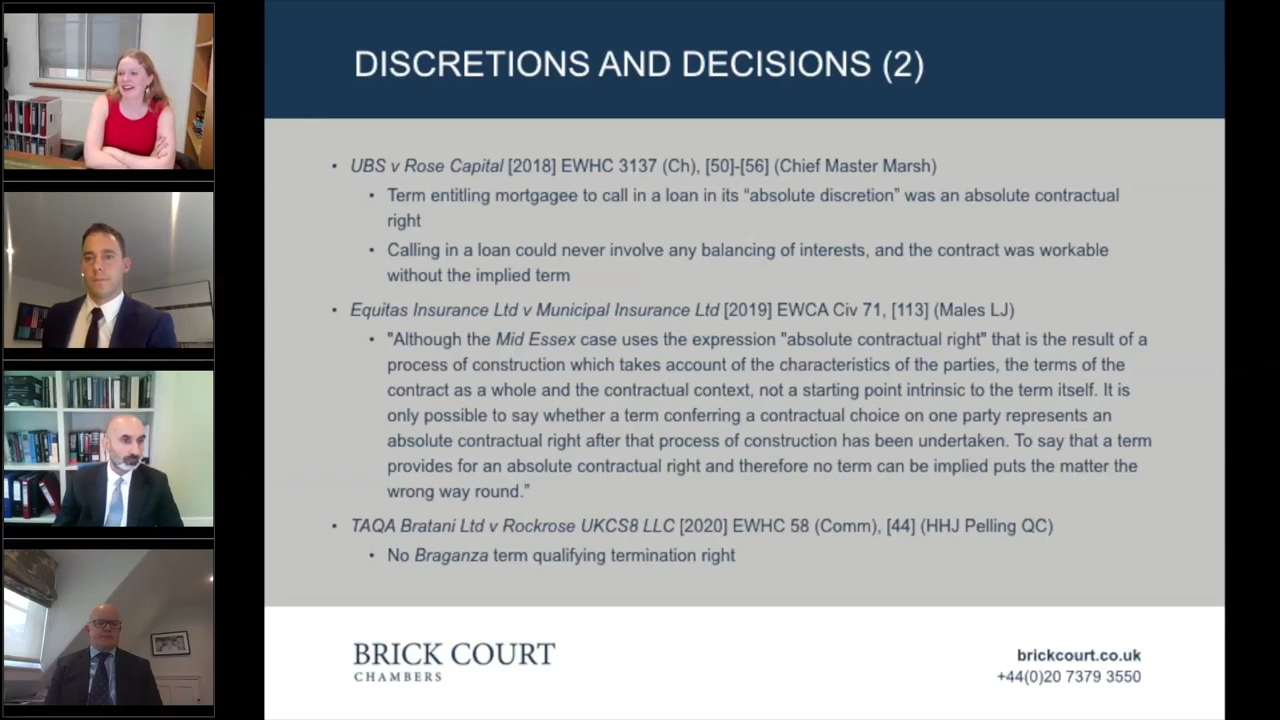 DISCRETIONS AND DECISIONS (2)
• UBS v Rose Capital [2018] EWHC 3137 (Ch), [50]-[56] (Chief Master Marsh)
• Term entitling mortgagee to call in a loan in its “absolute discretion” was an absolute contractual
right
• Calling in a loan could never involve any balancing of interests, and the contract was workable
without the implied term
• Equitas Insurance Ltd v Municipal Insurance Ltd [2019] EWCA Civ 71, [113] (Males LJ)
• "Although the Mid Essex case uses the expression "absolute contractual right" that is the result of a
process of construction which takes account of the characteristics of the parties, the terms of the
contract as a whole and the contractual context, not a starting point intrinsic to the term itself. It is
only possible to say whether a term conferring a contractual choice on one party represents an
absolute contractual right after that process of construction has been undertaken. To say that a term
provides for an absolute contractual right and therefore no term can be implied puts the matter the
wrong way round.”
• TAQA Bratani Ltd v Rockrose UKCS8 LLC [2020] EWHC 58 (Comm), [44] (HHJ Pelling QC)
• No Braganza term qualifying termination right
BRICK COURT
CHAMBERS
brickcourt.co.uk
+44(0)20 7379 3550